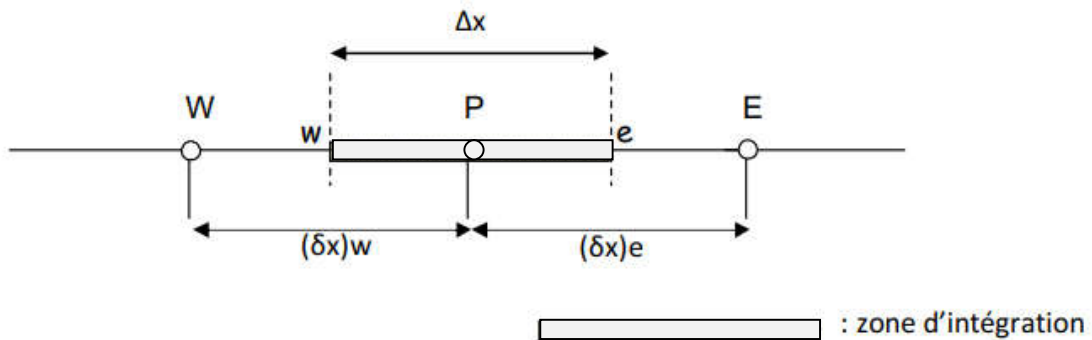 Δx
W P E
w e
(δx)w (δx)e
: zone d'intégration